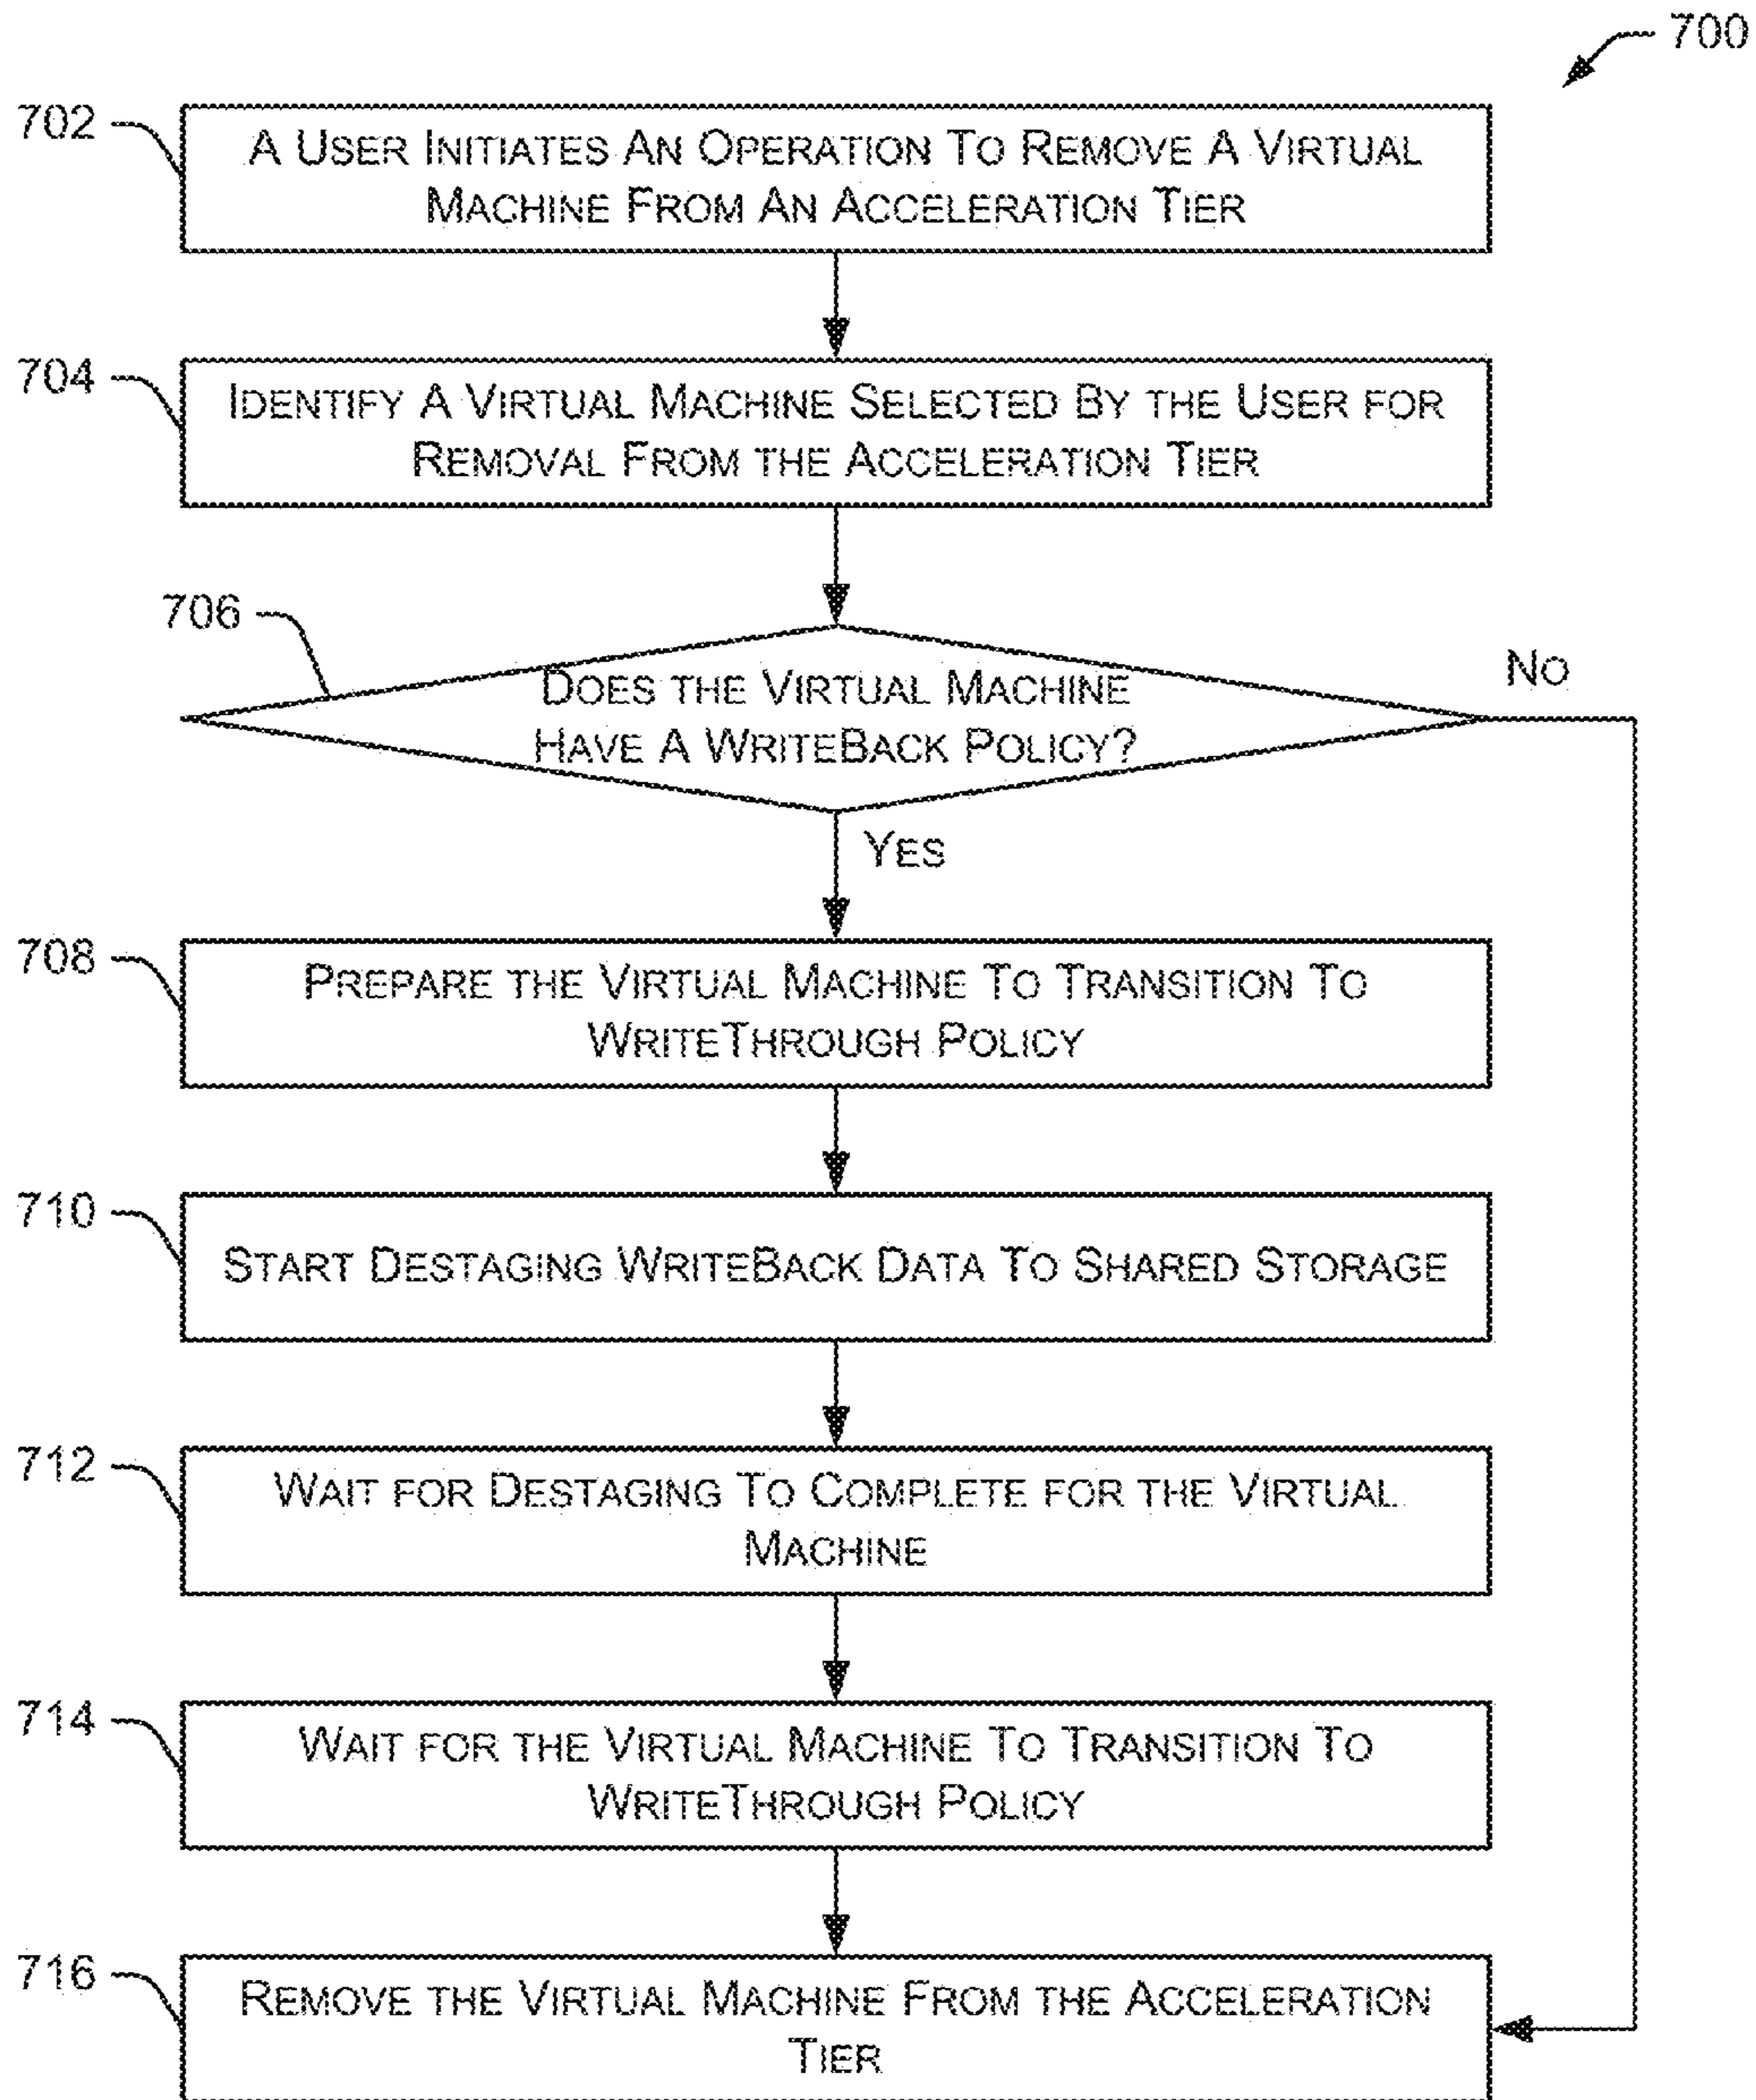 700
702
A USER INITIATES AN OPERATION TO REMOVE A VIRTUAL
MACHINE FROM AN ACCELERATION TIER
704
IDENTIFY A VIRTUAL MACHINE SELECTED BY THE USER FOR
REMOVAL FROM THE ACCELERATION TIER
706
DOES THE VIRTUAL MACHINE
HAVE A WRITEBACK POLICY?
NO
YES
708
PREPARE THE VIRTUAL MACHINE TO TRANSITION TO
WRITETHROUGH POLICY
710
START DESTAGING WRITEBACK DATA TO SHARED STORAGE
712
WAIT FOR DESTAGING TO COMPLETE FOR THE VIRTUAL
MACHINE
714
WAIT FOR THE VIRTUAL MACHINE TO TRANSITION TO
WRITETHROUGH POLICY
716
REMOVE THE VIRTUAL MACHINE FROM THE ACCELERATION
TIER